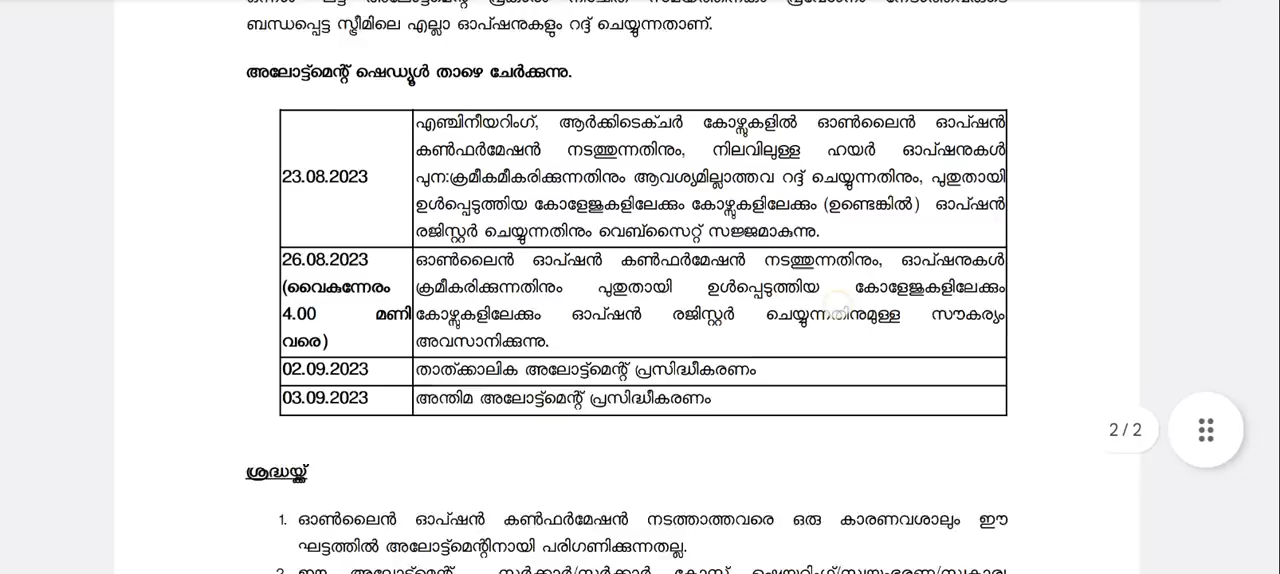 ബന്ധപ്പെട്ട സ്ട്രീമിലെ എല്ലാ ഓപ്ഷനുകളും റദ്ദ് ചെയ്യുന്നതാണ്.
അലോട്ട്മെന്റ് ഷെഡ്യൂൾ താഴെ ചേർക്കുന്നു.
23.08.2023
എഞ്ചിനീയറിംഗ്, ആർക്കിടെക്ചർ കോഴ്സുകളിൽ ഓൺലൈൻ ഓപ്ഷൻ
കൺഫർമേഷൻ നടത്തുന്നതിനും, നിലവിലുള്ള ഹയർ ഓപ്ഷനുകൾ
പുന:ക്രമീകമീകരിക്കുന്നതിനും ആവശ്യമില്ലാത്തവ റദ്ദ് ചെയ്യുന്നതിനും, പുതുതായി
ഉൾപ്പെടുത്തിയ കോളേജുകളിലേക്കും കോഴ്സുകളിലേക്കും (ഉണ്ടെങ്കിൽ) ഓപ്ഷൻ
രജിസ്റ്റർ ചെയ്യുന്നതിനും വെബ്സൈറ്റ് സജ്ജമാകുന്നു.
26.08.2023
(വൈകുന്നേരം
4.00 മണി
വരെ)
ഓൺലൈൻ ഓപ്ഷൻ കൺഫർമേഷൻ നടത്തുന്നതിനും, ഓപ്ഷനുകൾ
ക്രമീകരിക്കുന്നതിനും പുതുതായി ഉൾപ്പെടുത്തിയ കോളേജുകളിലേക്കും
കോഴ്സുകളിലേക്കും ഓപ്ഷൻ രജിസ്റ്റർ ചെയ്യുന്നതിനുമുള്ള സൗകര്യം
അവസാനിക്കുന്നു.
02.09.2023 താത്ക്കാലിക അലോട്ട്മെന്റ് പ്രസിദ്ധീകരണം
03.09.2023 അന്തിമ അലോട്ട്മെന്റ് പ്രസിദ്ധീകരണം
2 / 2
ശ്രദ്ധയ്ക്ക്
1. ഓൺലൈൻ ഓപ്ഷൻ കൺഫർമേഷൻ നടത്താത്തവരെ ഒരു കാരണവശാലും ഈ
ഘട്ടത്തിൽ അലോട്ട്മെന്റിനായി പരിഗണിക്കുന്നതല്ല.